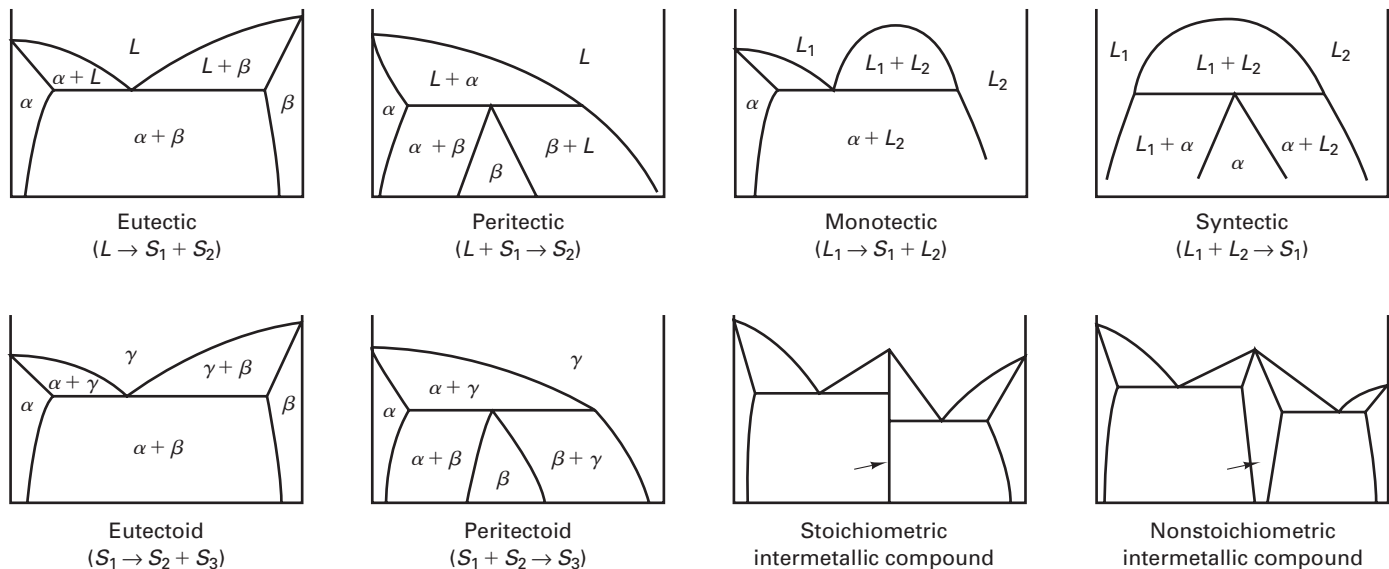 L
α + L
L + β
α
β
α + β
Eutectic
(L → S₁ + S₂)
L
L + α
α
α + β
β
β + L
Peritectic
(L + S₁ → S₂)
L₁
L₁ + L₂
L₂
α
α + L₂
Monotectic
(L₁ → S₁ + L₂)
L₁
L₁ + L₂
L₂
L₁ + α
α
α + L₂
Syntectic
(L₁ + L₂ → S₁)
γ
α + γ
γ + β
α
β
α + β
Eutectoid
(S₁ → S₂ + S₃)
γ
α + γ
α
α + β
β
β + γ
Peritectoid
(S₁ + S₂ → S₃)
Stoichiometric
intermetallic compound
Nonstoichiometric
intermetallic compound